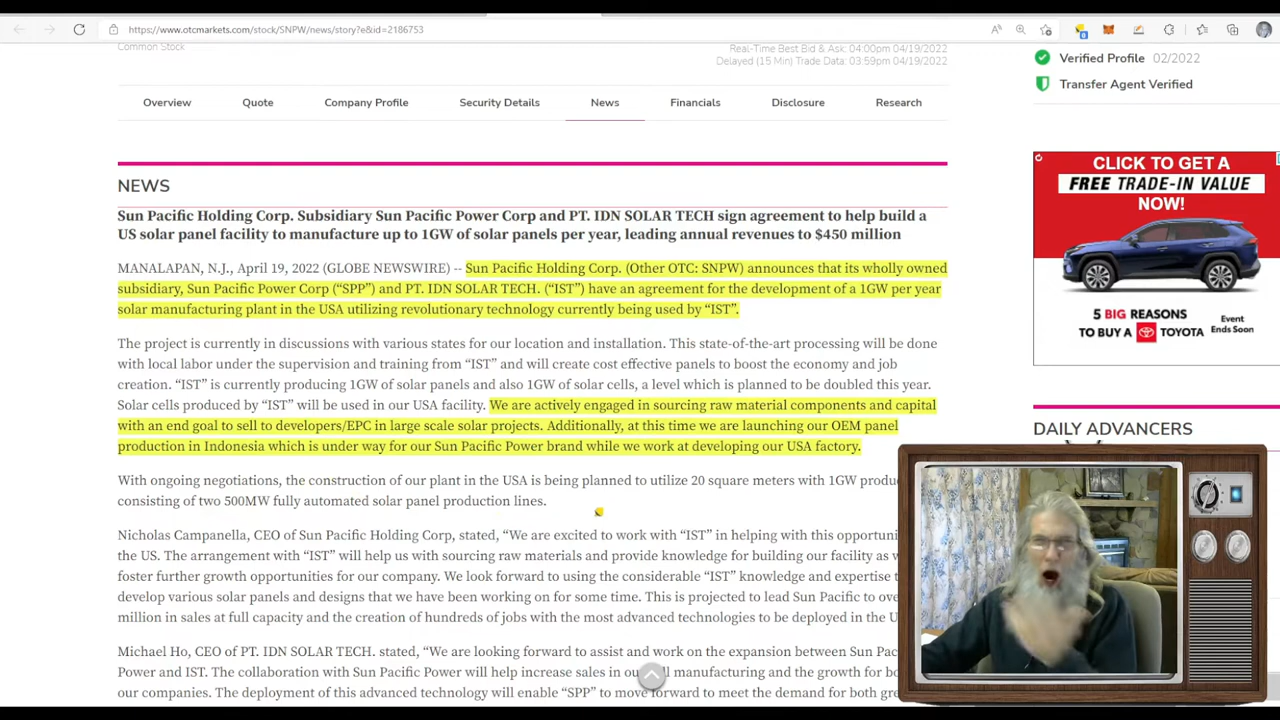 https://www.otcmarkets.com/stock/SNPW/news/story?e&id=2186753
Common Stock
Real-Time Best Bid & Ask: 04:00pm 04/19/2022
Delayed (15 Min) Trade Data: 03:59pm 04/19/2022
Verified Profile 02/2022
Transfer Agent Verified
Overview Quote Company Profile Security Details News Financials Disclosure Research
NEWS
Sun Pacific Holding Corp. Subsidiary Sun Pacific Power Corp and PT. IDN SOLAR TECH sign agreement to help build a
US solar panel facility to manufacture up to 1GW of solar panels per year, leading annual revenues to $450 million
MANALAPAN, N.J., April 19, 2022 (GLOBE NEWSWIRE) -- Sun Pacific Holding Corp. (Other OTC: SNPW) announces that its wholly owned
subsidiary, Sun Pacific Power Corp (“SPP”) and PT. IDN SOLAR TECH. (“IST”) have an agreement for the development of a 1GW per year
solar manufacturing plant in the USA utilizing revolutionary technology currently being used by “IST”.
The project is currently in discussions with various states for our location and installation. This state-of-the-art processing will be done
with local labor under the supervision and training from “IST” and will create cost effective panels to boost the economy and job
creation. “IST” is currently producing 1GW of solar panels and also 1GW of solar cells, a level which is planned to be doubled this year.
Solar cells produced by “IST” will be used in our USA facility. We are actively engaged in sourcing raw material components and capital
with an end goal to sell to developers/EPC in large scale solar projects. Additionally, at this time we are launching our OEM panel
production in Indonesia which is under way for our Sun Pacific Power brand while we work at developing our USA factory.
With ongoing negotiations, the construction of our plant in the USA is being planned to utilize 20 square meters with 1GW produ
consisting of two 500MW fully automated solar panel production lines.
Nicholas Campanella, CEO of Sun Pacific Holding Corp, stated, “We are excited to work with “IST” in helping with this opportuni
the US. The arrangement with “IST” will help us with sourcing raw materials and provide knowledge for building our facility as w
foster further growth opportunities for our company. We look forward to using the considerable “IST” knowledge and expertise t
develop various solar panels and designs that we have been working on for some time. This is projected to lead Sun Pacific to ove
million in sales at full capacity and the creation of hundreds of jobs with the most advanced technologies to be deployed in the U
Michael Ho, CEO of PT. IDN SOLAR TECH. stated, “We are looking forward to assist and work on the expansion between Sun Pac
Power and IST. The collaboration with Sun Pacific Power will help increase sales in ou ll manufacturing and the growth for bo
our companies. The deployment of this advanced technology will enable “SPP” to move forward to meet the demand for both gre
CLICK TO GET A
FREE TRADE-IN VALUE
NOW!
5 BIG REASONS
TO BUY A TOYOTA
Event
Ends Soon
DAILY ADVANCERS